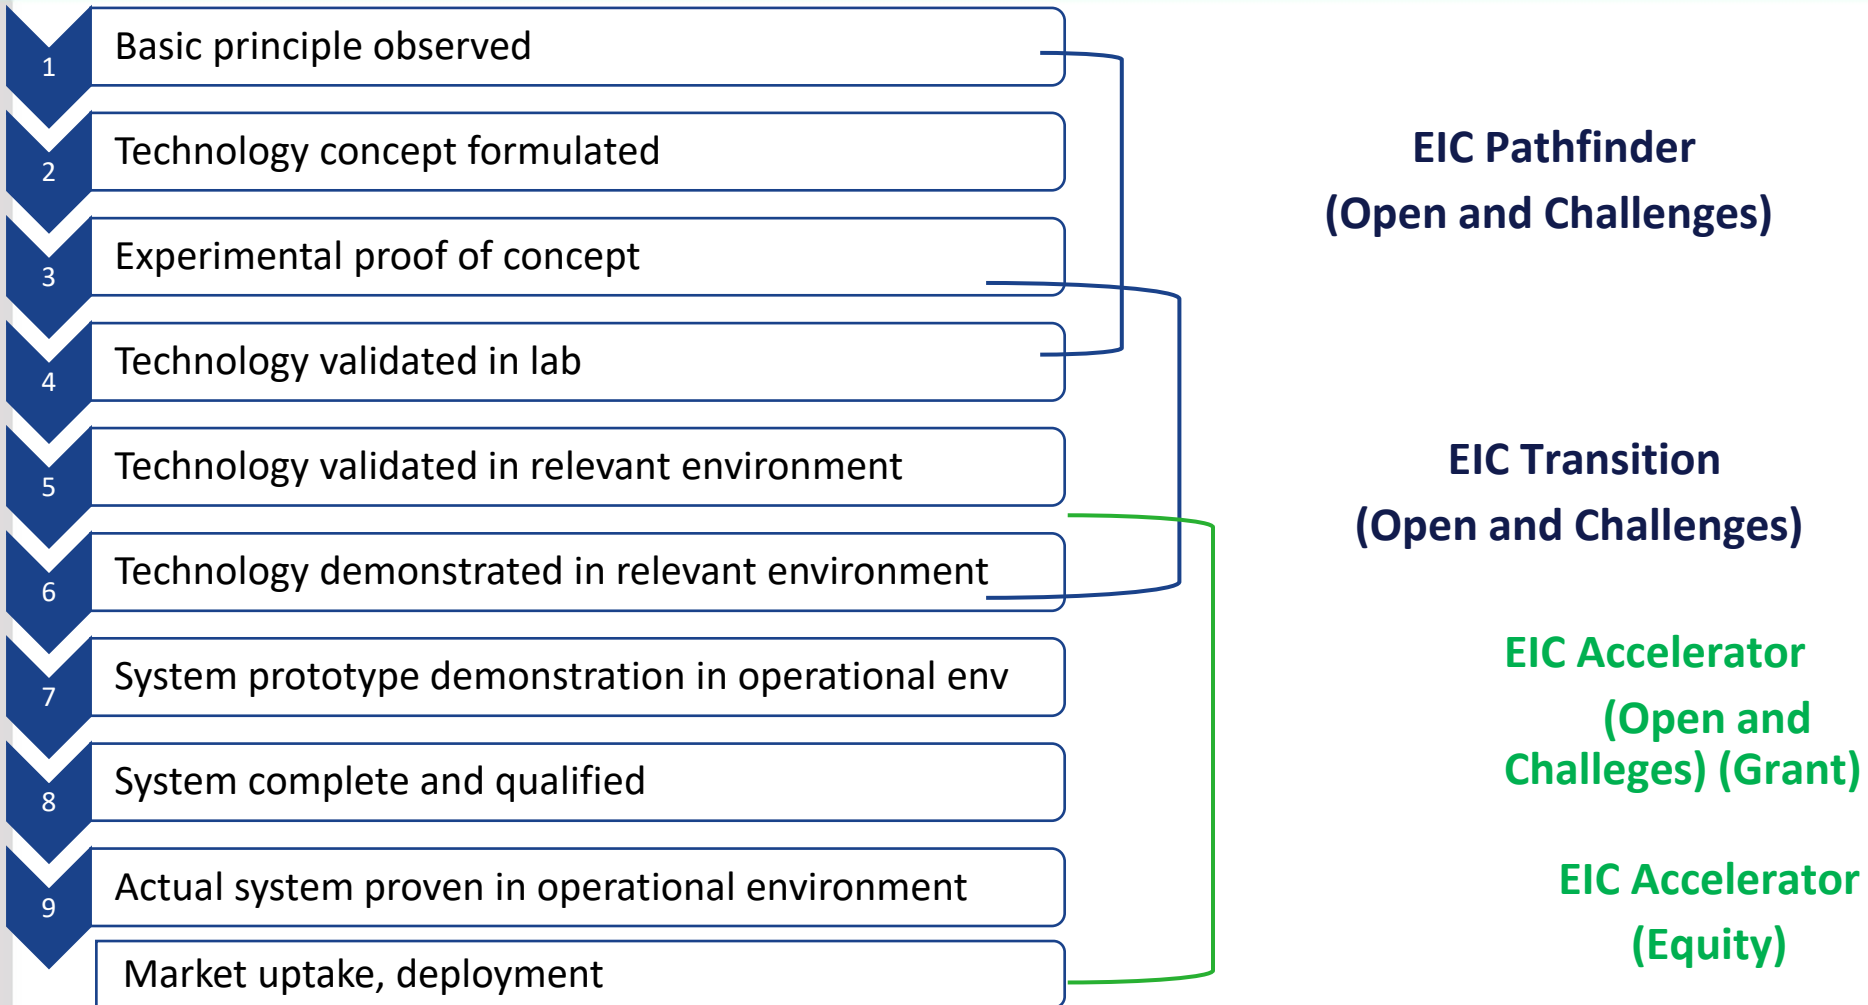 1
Basic principle observed
2
Technology concept formulated
3
Experimental proof of concept
4
Technology validated in lab
5
Technology validated in relevant environment
6
Technology demonstrated in relevant environment
7
System prototype demonstration in operational env
8
System complete and qualified
9
Actual system proven in operational environment
Market uptake, deployment
EIC Pathfinder
(Open and Challenges)
EIC Transition
(Open and Challenges)
EIC Accelerator
(Open and
Challeges) (Grant)
EIC Accelerator
(Equity)